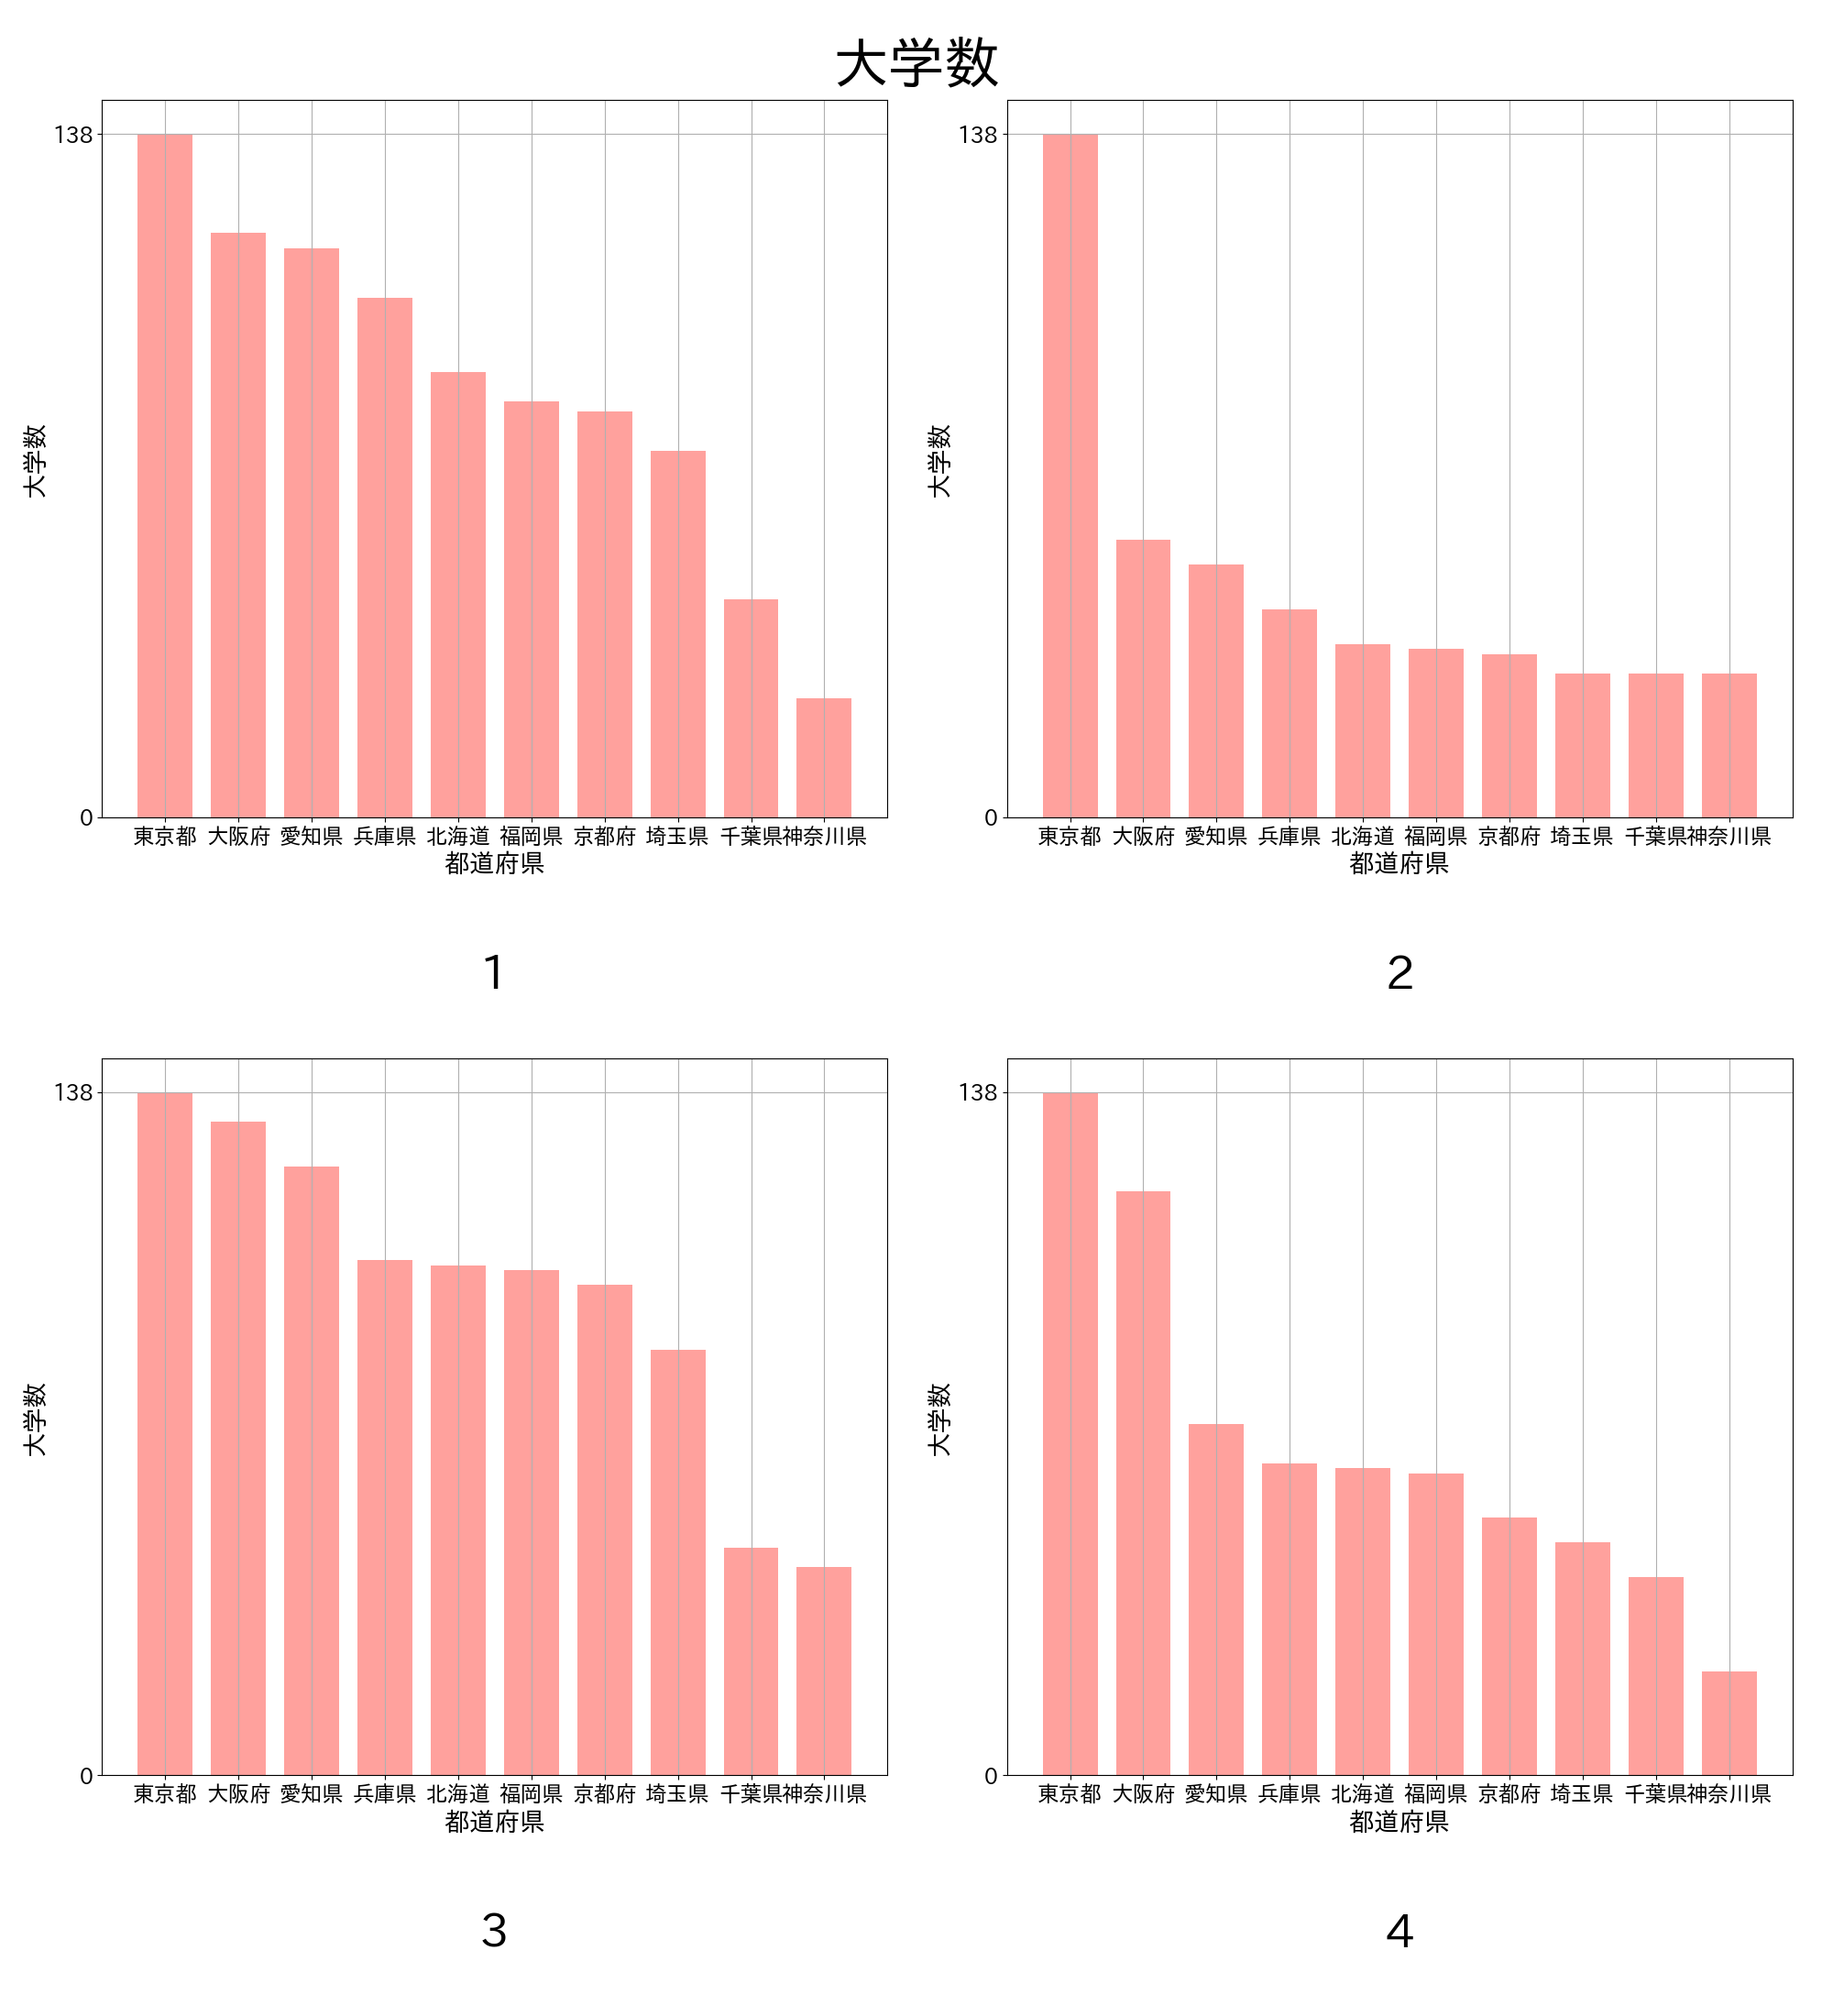 大学数
138
0
大学数
東京都 大阪府 愛知県 兵庫県 北海道 福岡県 京都府 埼玉県 千葉県 神奈川県
都道府県
1
138
0
大学数
東京都 大阪府 愛知県 兵庫県 北海道 福岡県 京都府 埼玉県 千葉県 神奈川県
都道府県
2
138
0
大学数
東京都 大阪府 愛知県 兵庫県 北海道 福岡県 京都府 埼玉県 千葉県 神奈川県
都道府県
3
138
0
大学数
東京都 大阪府 愛知県 兵庫県 北海道 福岡県 京都府 埼玉県 千葉県 神奈川県
都道府県
4